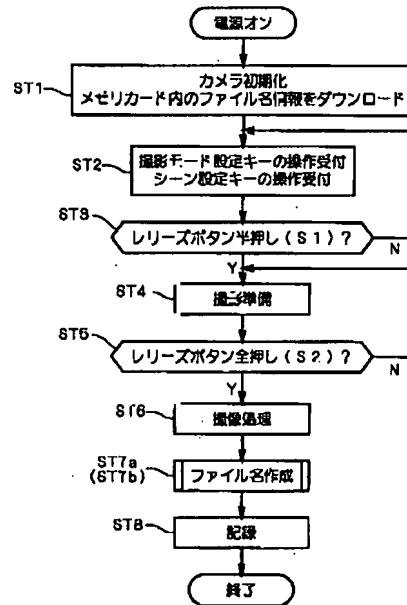 電源オン
ST1
カメラ初期化
メモリカード内のファイル名情報をダウンロード
ST2
撮影モード設定キーの操作受付
シーン設定キーの操作受付
ST3
レリーズボタン半押し(S1)?
N
Y
ST4
撮影準備
ST5
レリーズボタン全押し(S2)?
N
Y
ST6
撮像処理
ST7a
(ST7b)
ファイル名作成
ST8
記録
終了